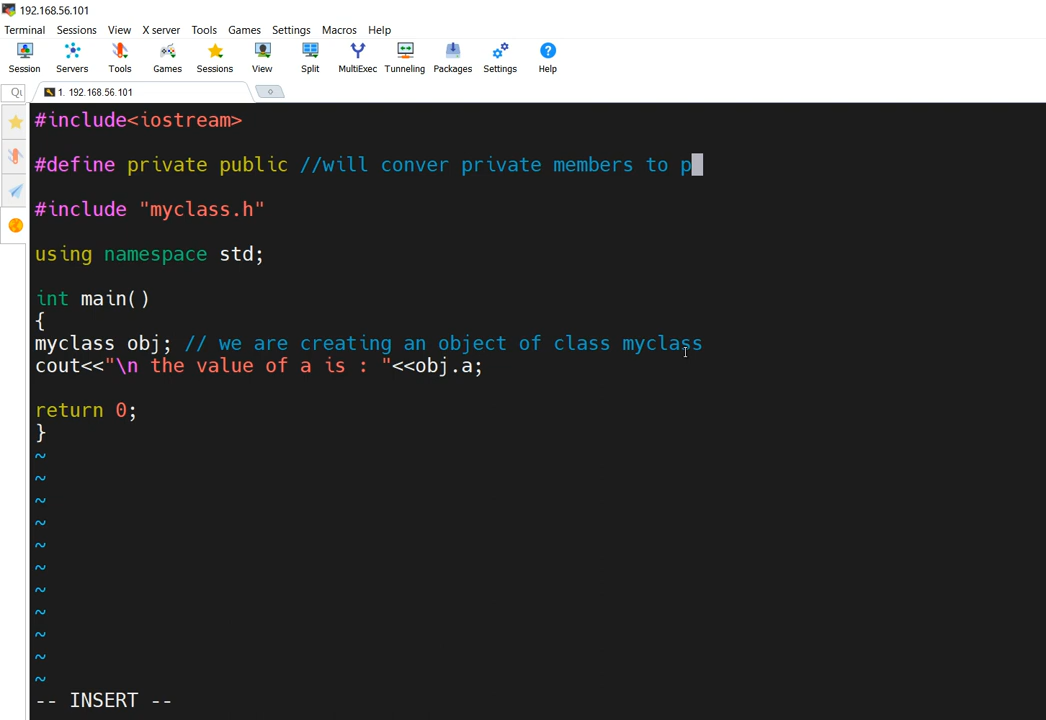 192.168.56.101
Terminal Sessions View X server Tools Games Settings Macros Help
Session Servers Tools Games Sessions View Split MultiExec Tunneling Packages Settings Help
1. 192.168.56.101
#include<iostream>
#define private public //will conver private members to p
#include "myclass.h"
using namespace std;
int main()
{
myclass obj; // we are creating an object of class myclass
cout<<"\n the value of a is : "<<obj.a;
return 0;
}
~
~
~
~
~
~
~
~
~
~
~
-- INSERT --